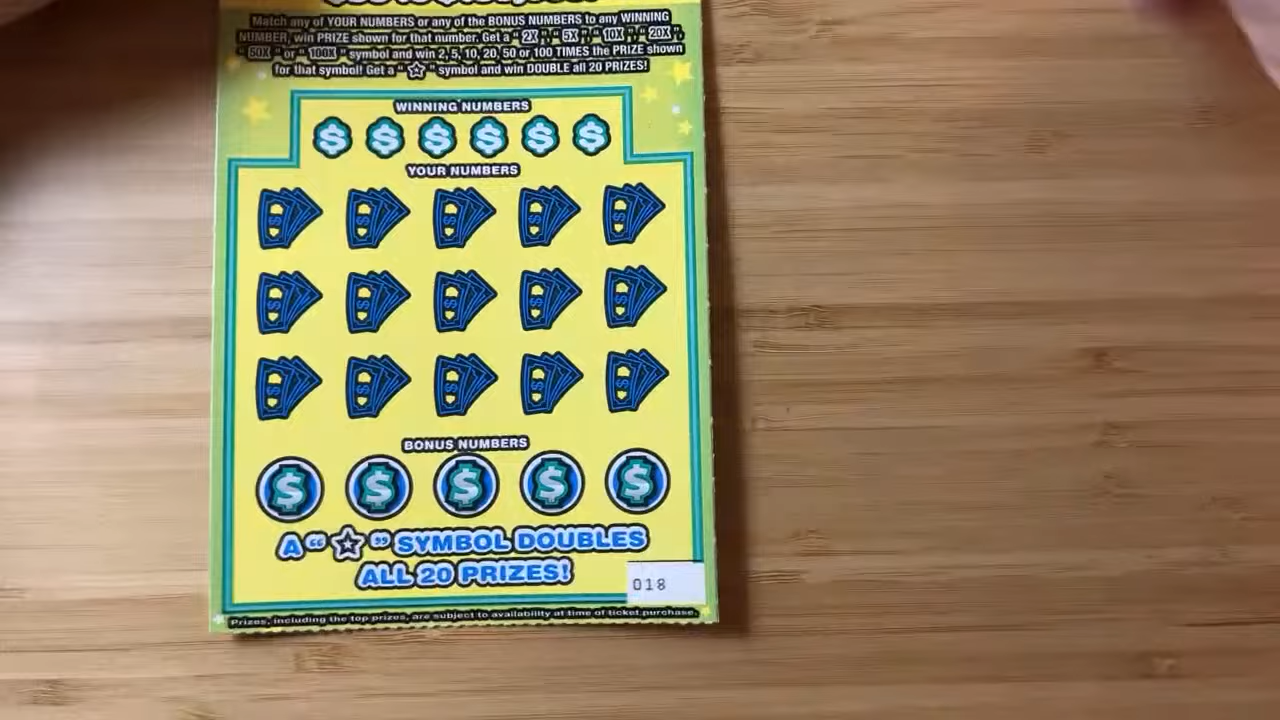 Match any of YOUR NUMBERS or any of the BONUS NUMBERS to any WINNING
NUMBER, win PRIZE shown for that number. Get a "2X", "5X", "10X", "20X",
"50X" or "100X" symbol and win 2, 5, 10, 20, 50 or 100 TIMES the PRIZE shown
for that symbol! Get a "☆" symbol and win DOUBLE all 20 PRIZES!
WINNING NUMBERS
$ $ $ $ $ $
YOUR NUMBERS
$ $ $ $ $
$ $ $ $ $
$ $ $ $ $
BONUS NUMBERS
$ $ $ $ $
A "☆" SYMBOL DOUBLES
ALL 20 PRIZES!
018
Prizes, including the top prizes, are subject to availability at time of ticket purchase.